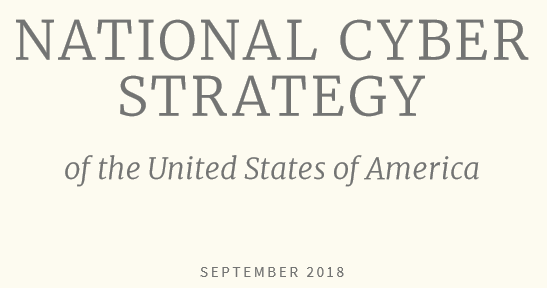 NATIONAL CYBER
STRATEGY
of the United States of America
SEPTEMBER 2018